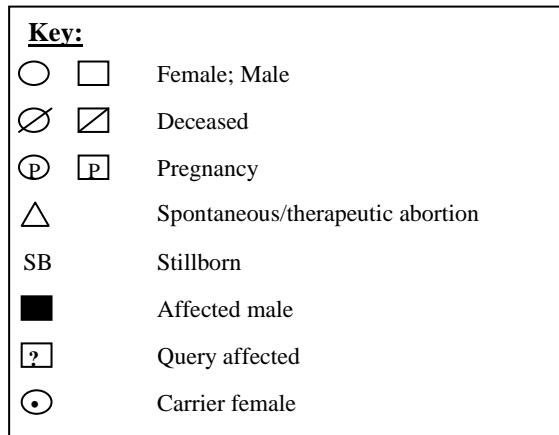 Key:
Female; Male
Deceased
P P Pregnancy
Spontaneous/therapeutic abortion
SB Stillborn
Affected male
? Query affected
Carrier female